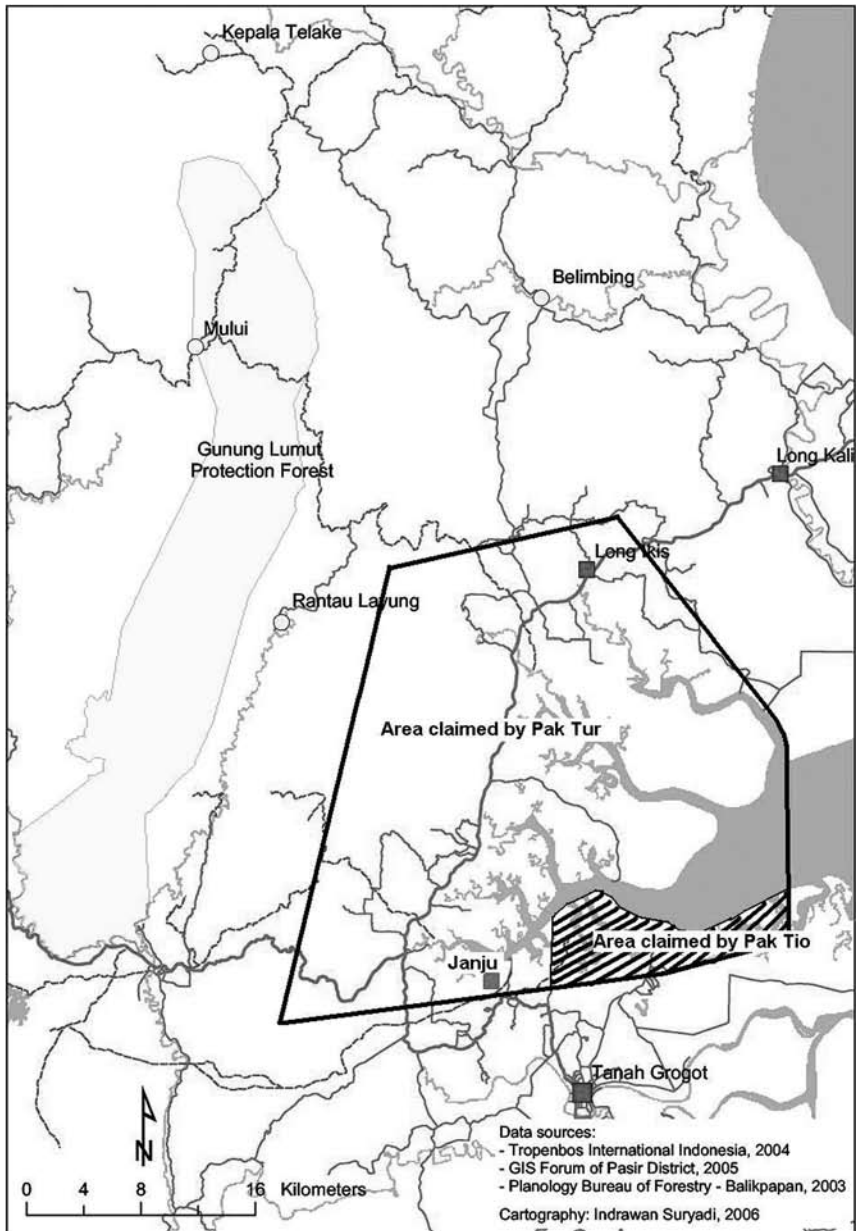 Kepala Telake
Belimbing
Mului
Gunung Lumut
Protection Forest
Long Kali
Long Ikis
Rantau Layung
Area claimed by Pak Tur
Area claimed by Pak Tio
Janju
Tanah Grogot
N
0 4 8 16 Kilometers
Data sources:
- Tropenbos International Indonesia, 2004
- GIS Forum of Pasir District, 2005
- Planology Bureau of Forestry - Balikpapan, 2003
Cartography: Indrawan Suryadi, 2006